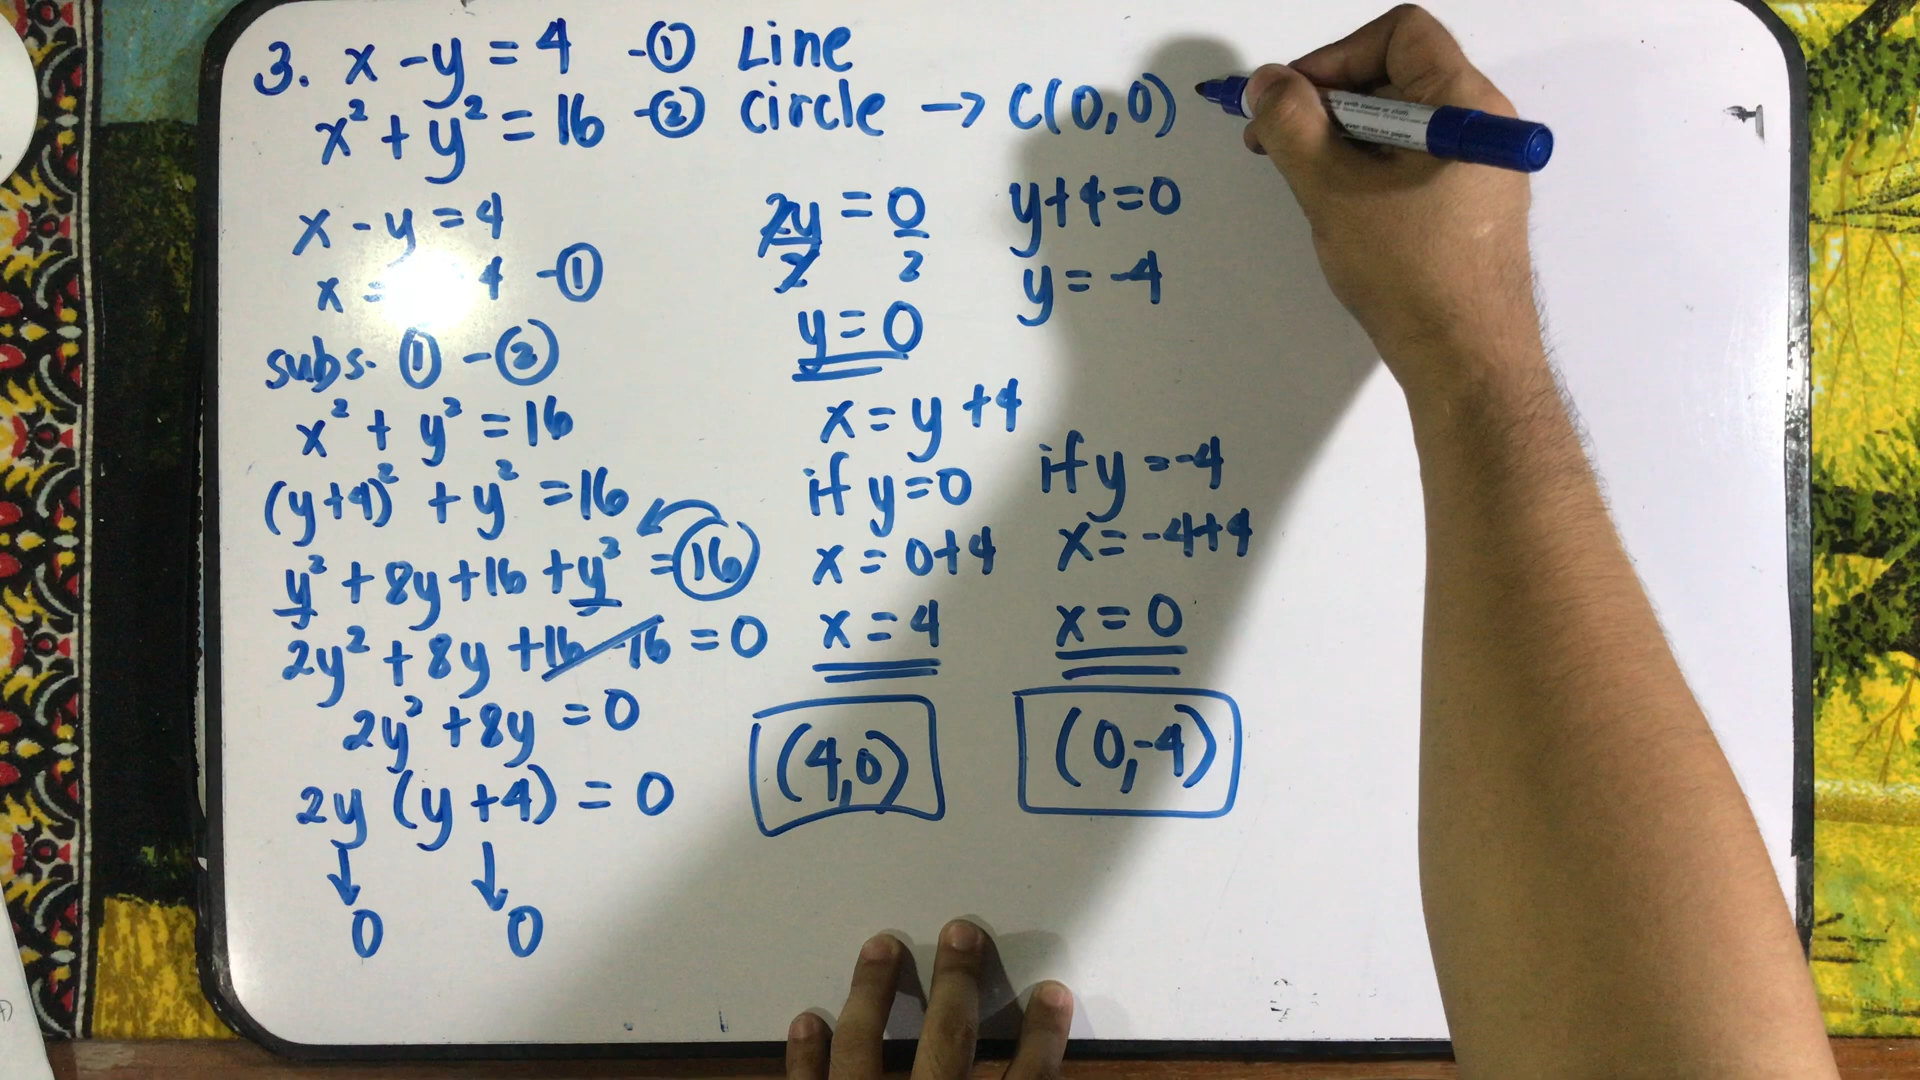 3. x - y = 4 -① Line
x² + y² = 16 -② circle → C(0,0)
x - y = 4
x = 4 -①
subs. ① - ②
x² + y² = 16
(y+4)² + y² = 16
y² + 8y + 16 + y² = 16
2y² + 8y + 16 - 16 = 0
2y² + 8y = 0
2y (y + 4) = 0
↓ ↓
0 0
2y = 0
2 2
y = 0
x = y + 4
if y = 0
x = 0 + 4
x = 4
(4,0)
y + 4 = 0
y = -4
if y = -4
x = -4+4
x = 0
(0,-4)